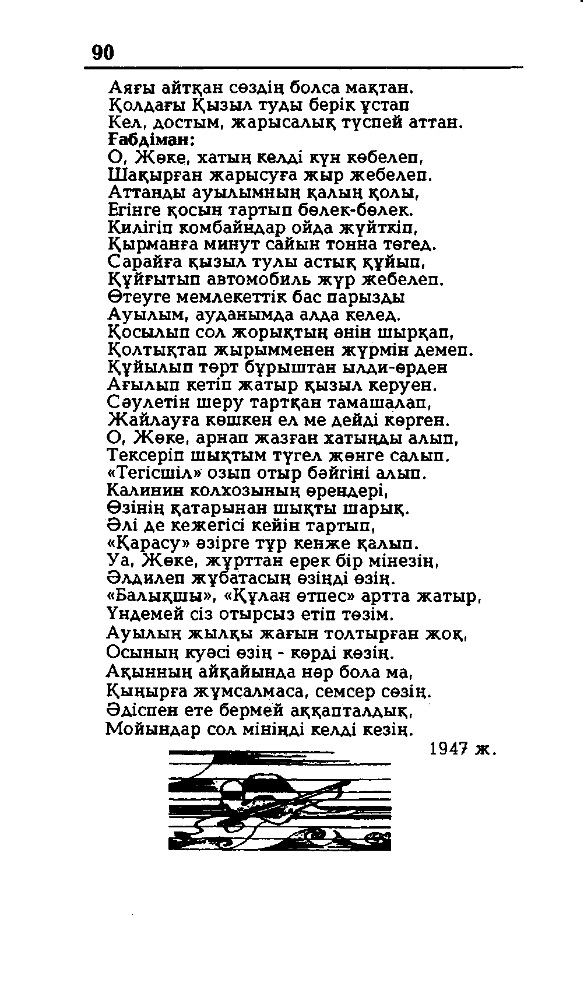 90
Аяғы айтқан сөздің болса мақтан.
Қолдағы Қызыл туды берік ұстап
Кел, достым, жарысалық түспей аттан.
Ғабдіман:
О, Жөке, хатың келді күн көбелеп,
Шақырған жарысуға жыр жебелеп.
Аттанды ауылымның қалың қолы,
Егінге қосын тартып бөлек-бөлек.
Килігіп комбайндар ойда жүйткіп,
Қырманға минут сайын тонна төгед.
Сарайға қызыл тулы астық құйып,
Құйғытып автомобиль жүр жебелеп.
Өтеуге мемлекеттік бас парызды
Ауылым, ауданымда алда келед.
Қосылып сол жорықтың әнін шырқап,
Қолтықтап жырымменен жүрмін демеп.
Құйылып төрт бұрыштан ылди-өрден
Ағылып кетіп жатыр қызыл керуен.
Сәулетін шеру тартқан тамашалап,
Жайлауға көшкен ел ме дейді көрген.
О, Жөке, арнап жазған хатыңды алып,
Тексеріп шықтым түгел жөнге салып.
«Тегісшіл» озып отыр бәйгіні алып.
Калинин колхозының өрендері,
Өзінің қатарынан шықты шарық.
Әлі де кежегісі кейін тартып,
«Қарасу» әзірге тұр кенже қалып.
Уа, Жөке, жұрттан ерек бір мінезің,
Әлдилеп жұбатасың өзіңді өзің.
«Балықшы», «Құлан өтпес» артта жатыр,
Үндемей сіз отырсыз етіп төзім.
Ауылың жылқы жағын толтырған жоқ,
Осының куәсі өзің - көрді көзің.
Ақынның айқайында нәр бола ма,
Қыңырға жұмсалмаса, семсер сөзің.
Әдіспен ете бермей аққапталдық,
Мойындар сол мініңді келді кезің.
1947 ж.